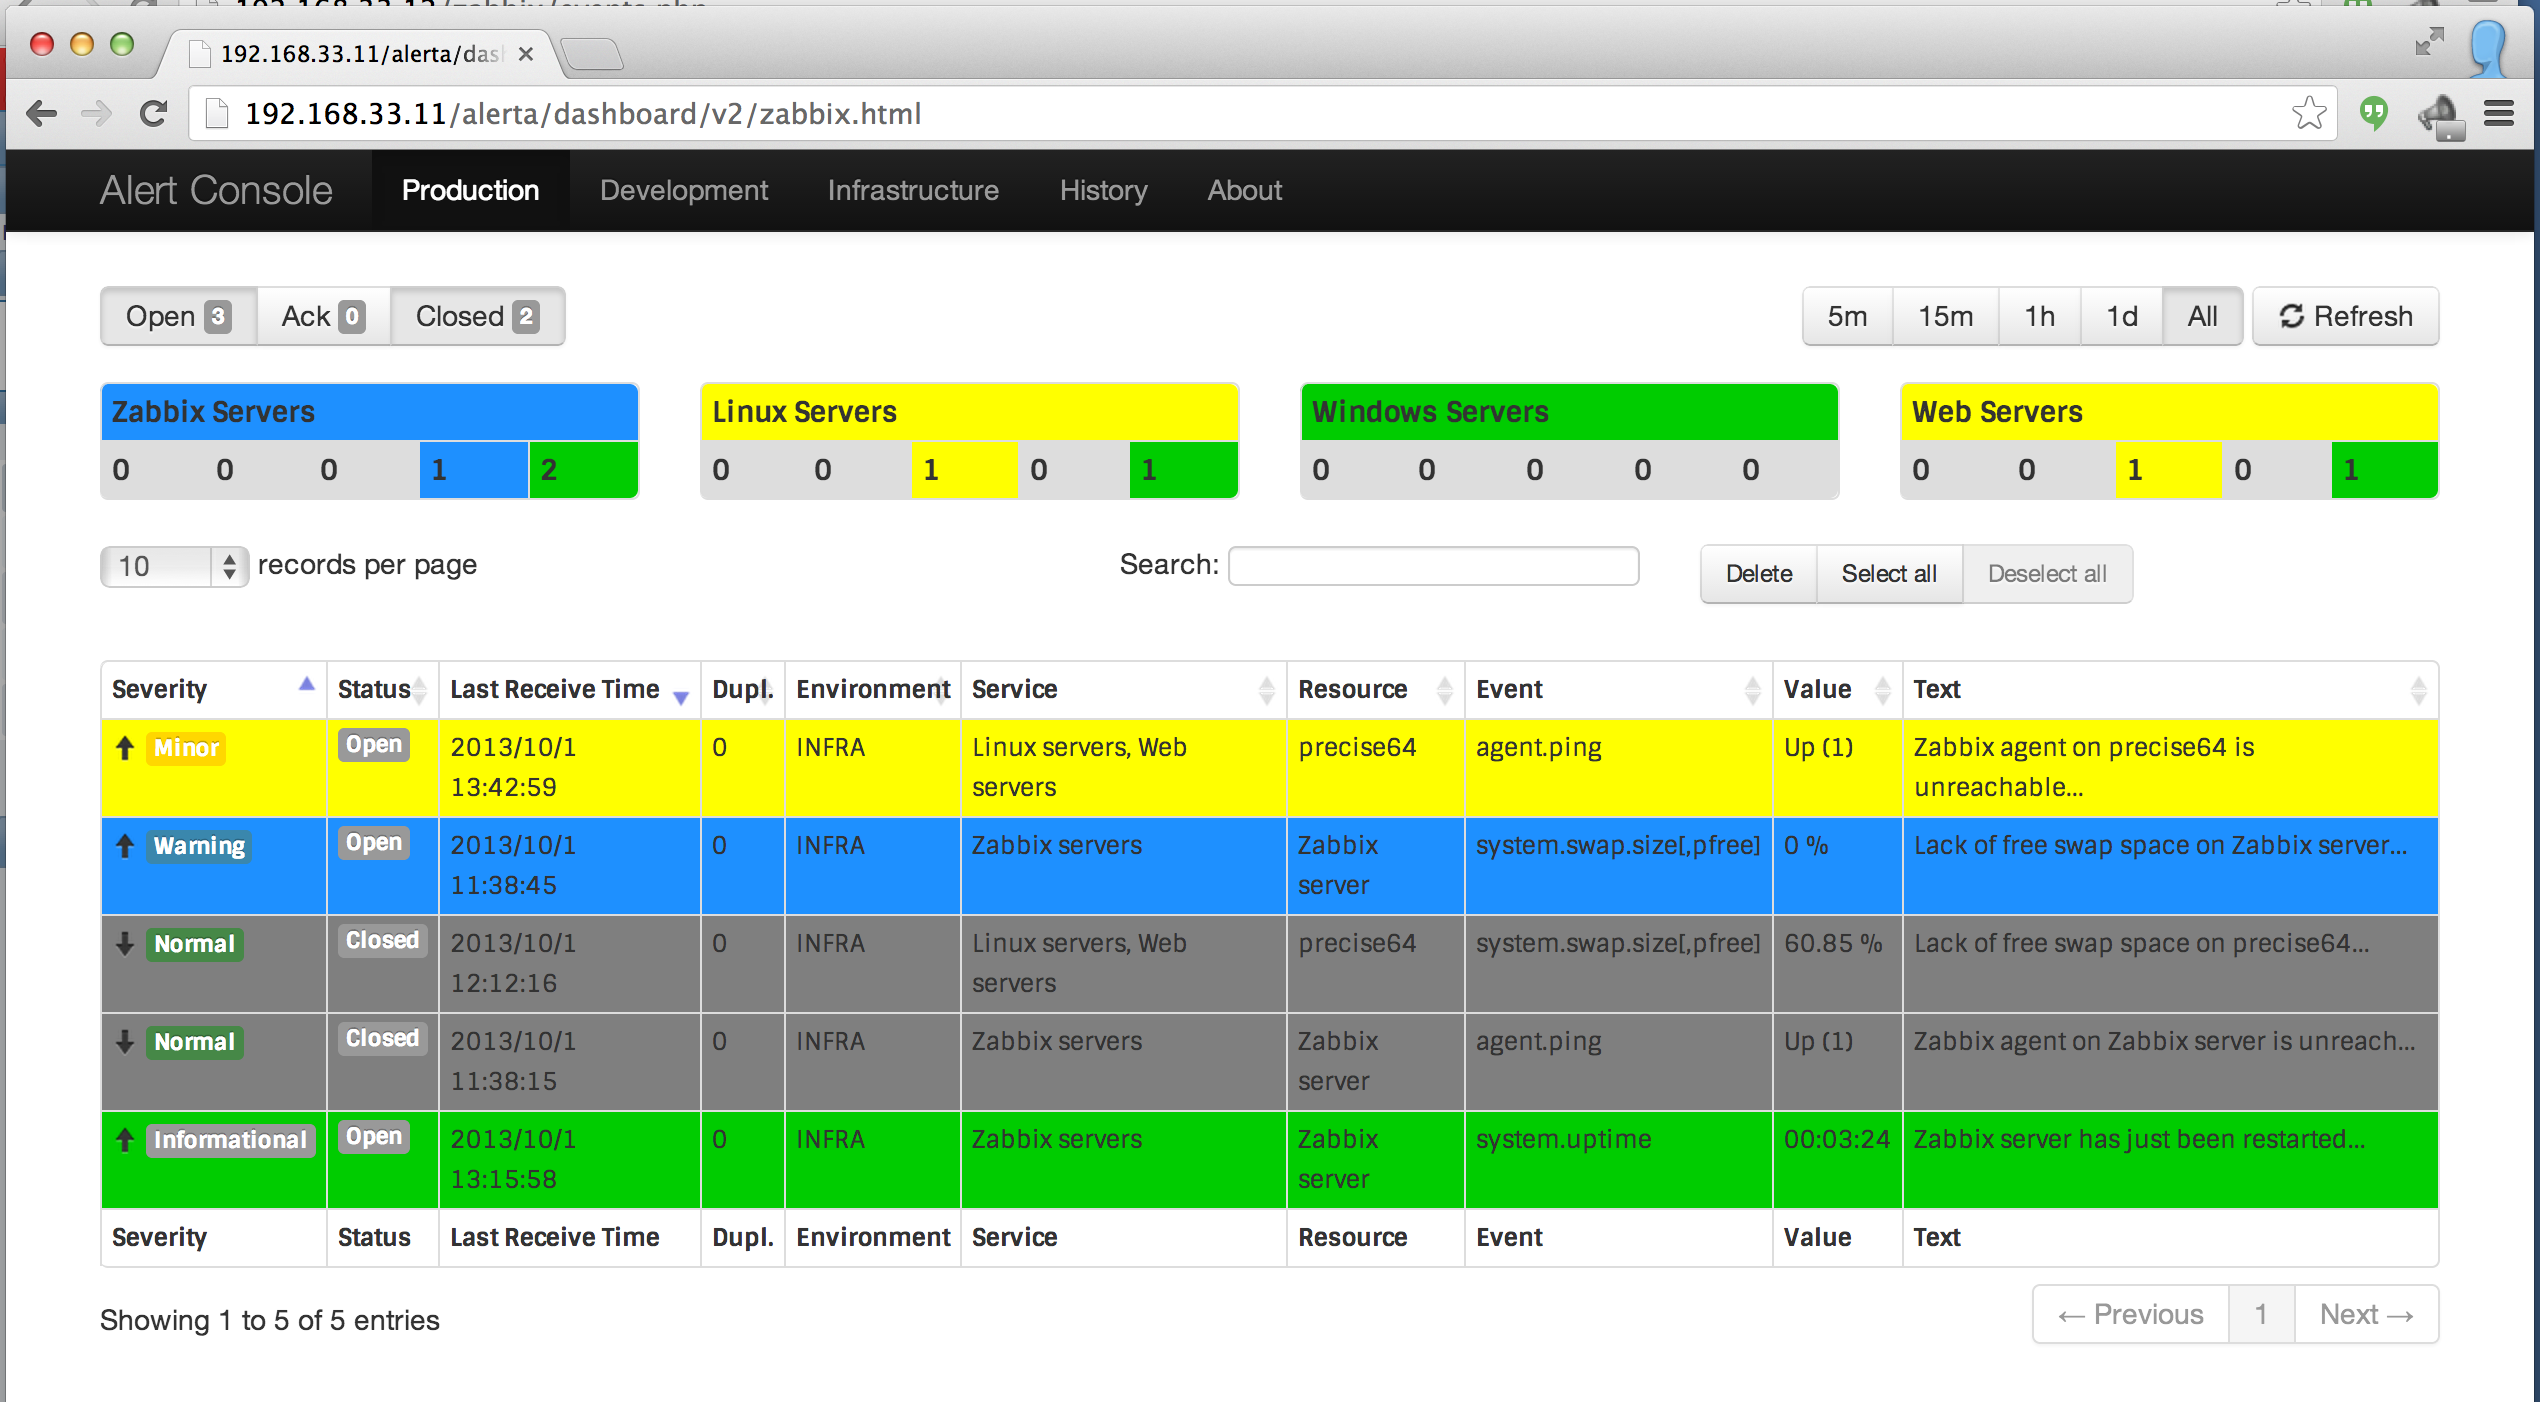 192.168.33.11/alerta/das
192.168.33.11/alerta/dashboard/v2/zabbix.html
Alert Console Production Development Infrastructure History About
Open 3 Ack 0 Closed 2 5m 15m 1h 1d All Refresh
Zabbix Servers Linux Servers Windows Servers Web Servers
0 0 0 1 2 0 0 1 0 1 0 0 0 0 0 0 0 1 0 1
10 records per page Search: Delete Select all Deselect all
Severity Status Last Receive Time Dupl. Environment Service Resource Event Value Text
Minor Open 2013/10/1 0 INFRA Linux servers, Web precise64 agent.ping Up (1) Zabbix agent on precise64 is
13:42:59 servers unreachable...
Warning Open 2013/10/1 0 INFRA Zabbix servers Zabbix system.swap.size[,pfree] 0 % Lack of free swap space on Zabbix server...
11:38:45 server
Normal Closed 2013/10/1 0 INFRA Linux servers, Web precise64 system.swap.size[,pfree] 60.85 % Lack of free swap space on precise64...
12:12:16 servers
Normal Closed 2013/10/1 0 INFRA Zabbix servers Zabbix agent.ping Up (1) Zabbix agent on Zabbix server is unreach...
11:38:15 server
Informational Open 2013/10/1 0 INFRA Zabbix servers Zabbix system.uptime 00:03:24 Zabbix server has just been restarted...
13:15:58 server
Severity Status Last Receive Time Dupl. Environment Service Resource Event Value Text
Showing 1 to 5 of 5 entries ← Previous 1 Next →